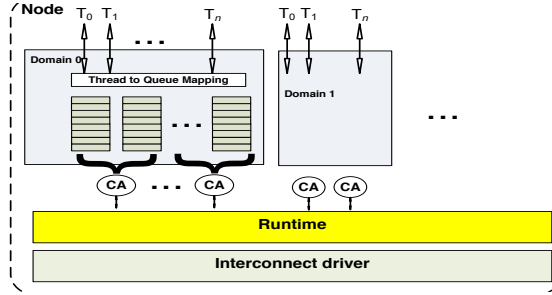 Node
T0 T1 Tn T0 T1 Tn
...
Domain 0
Thread to Queue Mapping
Domain 1
... ...
CA ... CA CA CA
Runtime
Interconnect driver